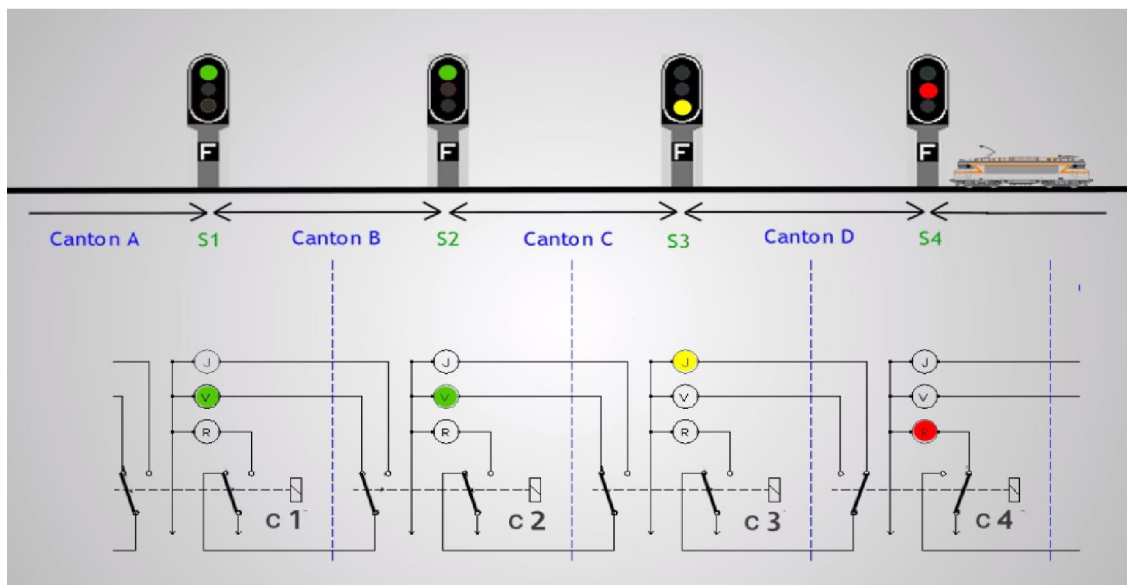 F F F F
Canton A S1 Canton B S2 Canton C S3 Canton D S4
J J J J
V V V V
R R R R
C 1 C 2 C 3 C 4